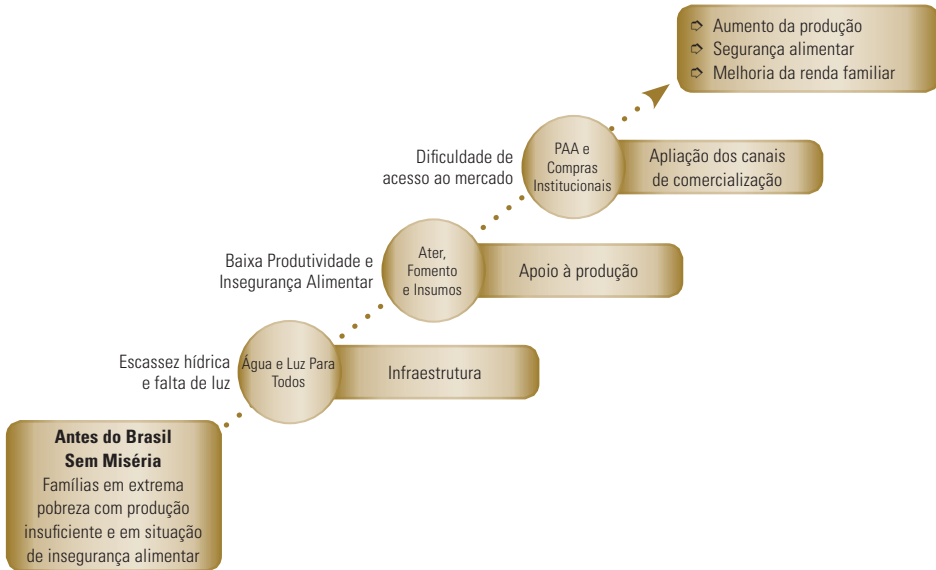 ➩ Aumento da produção
➩ Segurança alimentar
➩ Melhoria da renda familiar
Dificuldade de
acesso ao mercado
PAA e
Compras
Institucionais
Apliação dos canais
de comercialização
Baixa Produtividade e
Insegurança Alimentar
Ater,
Fomento
e Insumos
Apoio à produção
Escassez hídrica
e falta de luz
Água e Luz Para
Todos
Infraestrutura
Antes do Brasil
Sem Miséria
Famílias em extrema
pobreza com produção
insuficiente e em situação
de insegurança alimentar